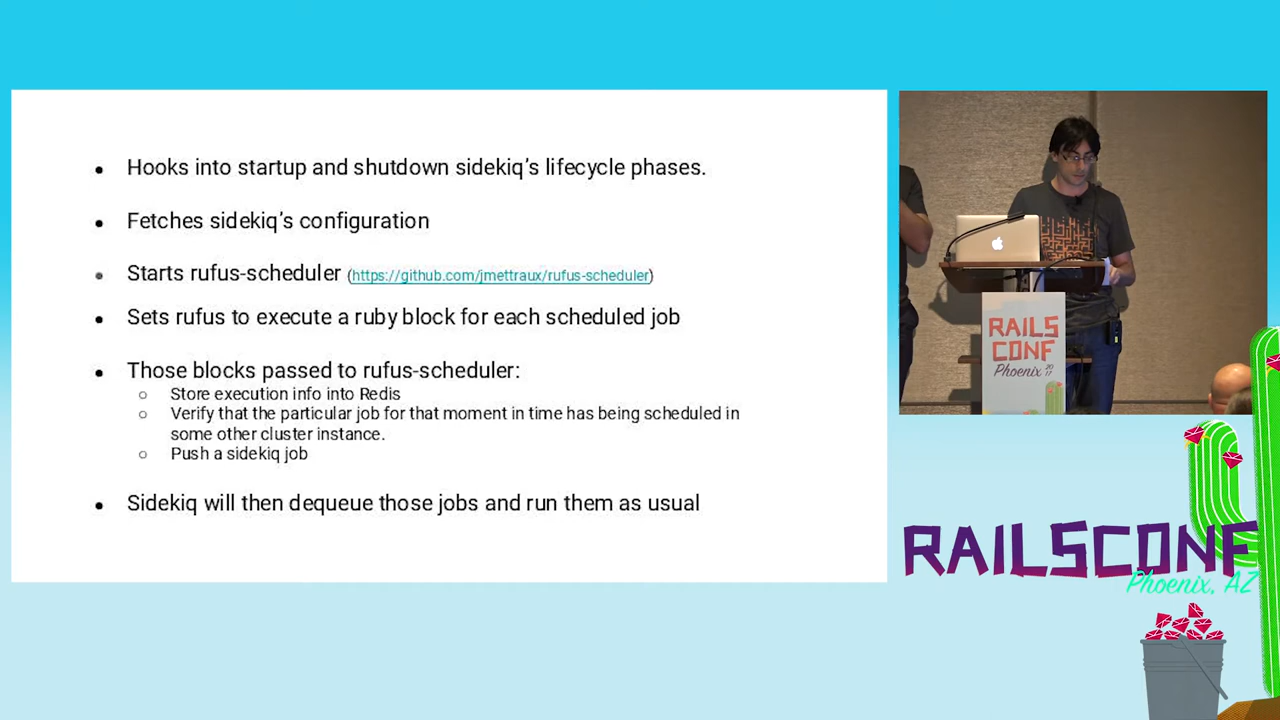 Hooks into startup and shutdown sidekiq's lifecycle phases.
Fetches sidekiq's configuration
Starts rufus-scheduler (https://github.com/jmettraux/rufus-scheduler)
Sets rufus to execute a ruby block for each scheduled job
Those blocks passed to rufus-scheduler:
Store execution info into Redis
Verify that the particular job for that moment in time has being scheduled in
some other cluster instance.
Push a sidekiq job
Sidekiq will then dequeue those jobs and run them as usual
RAILS
CONF
Phoenix 2017
RAILSCONF
Phoenix, AZ